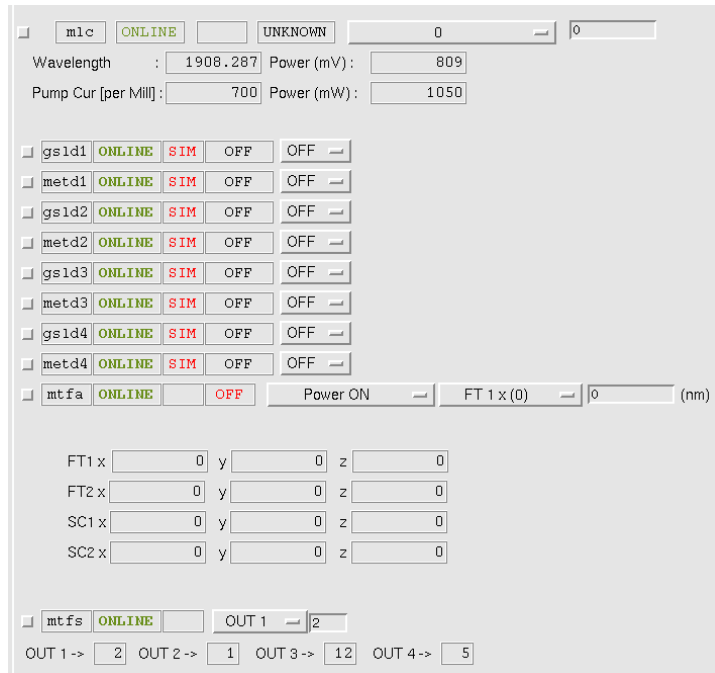 mlc ONLINE UNKNOWN 0 0
Wavelength : 1908.287 Power (mV) : 809
Pump Cur [per Mill] : 700 Power (mW) : 1050
gsld1 ONLINE SIM OFF OFF
metd1 ONLINE SIM OFF OFF
gsld2 ONLINE SIM OFF OFF
metd2 ONLINE SIM OFF OFF
gsld3 ONLINE SIM OFF OFF
metd3 ONLINE SIM OFF OFF
gsld4 ONLINE SIM OFF OFF
metd4 ONLINE SIM OFF OFF
mtfa ONLINE OFF Power ON FT 1 x (0) 0 (nm)
FT1 x 0 y 0 z 0
FT2 x 0 y 0 z 0
SC1 x 0 y 0 z 0
SC2 x 0 y 0 z 0
mtfs ONLINE OUT 1 2
OUT 1 -> 2 OUT 2 -> 1 OUT 3 -> 12 OUT 4 -> 5